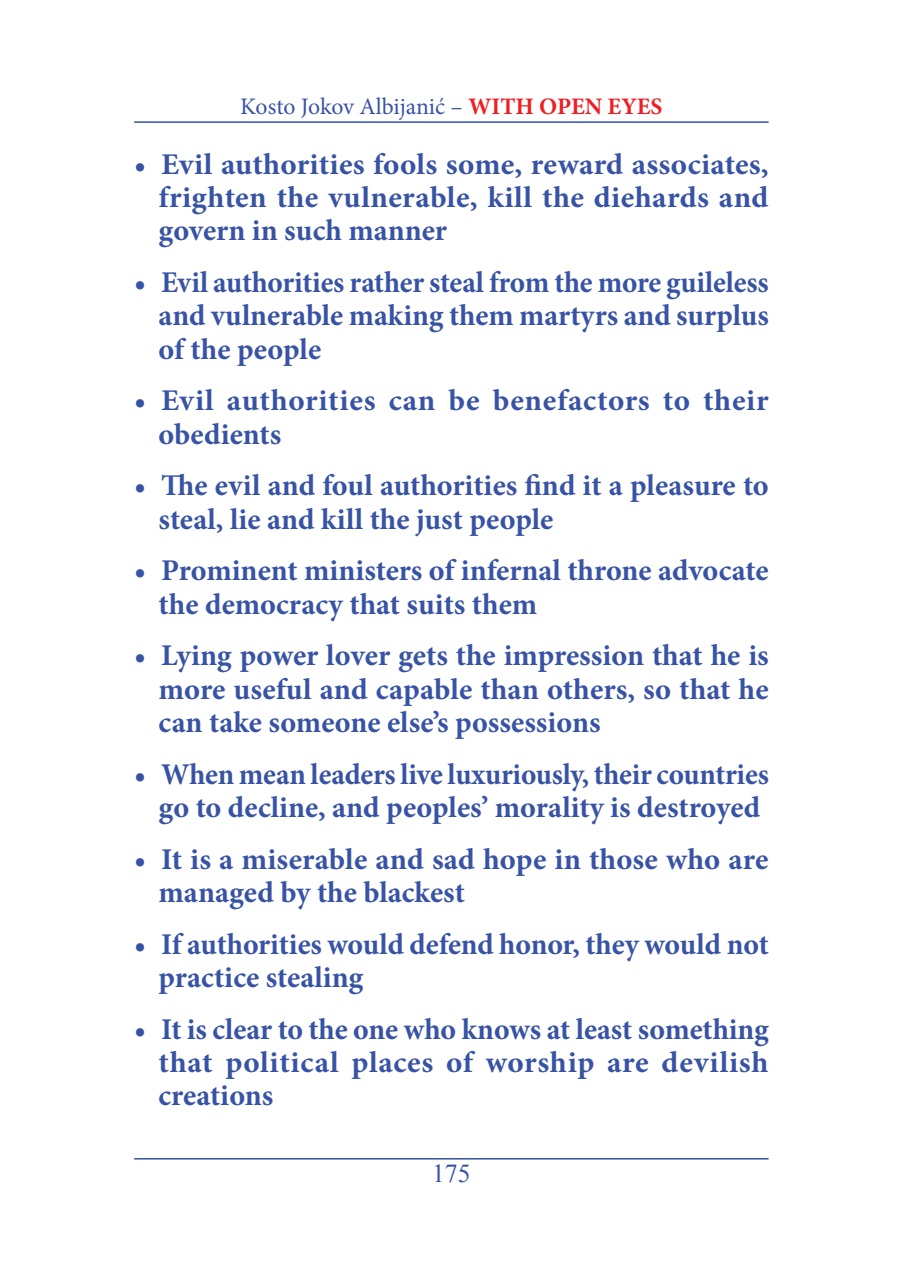 Kosto Jokov Albijanić – WITH OPEN EYES
• Evil authorities fools some, reward associates,
frighten the vulnerable, kill the diehards and
govern in such manner
• Evil authorities rather steal from the more guileless
and vulnerable making them martyrs and surplus
of the people
• Evil authorities can be benefactors to their
obedients
• The evil and foul authorities find it a pleasure to
steal, lie and kill the just people
• Prominent ministers of infernal throne advocate
the democracy that suits them
• Lying power lover gets the impression that he is
more useful and capable than others, so that he
can take someone else’s possessions
• When mean leaders live luxuriously, their countries
go to decline, and peoples’ morality is destroyed
• It is a miserable and sad hope in those who are
managed by the blackest
• If authorities would defend honor, they would not
practice stealing
• It is clear to the one who knows at least something
that political places of worship are devilish
creations
175